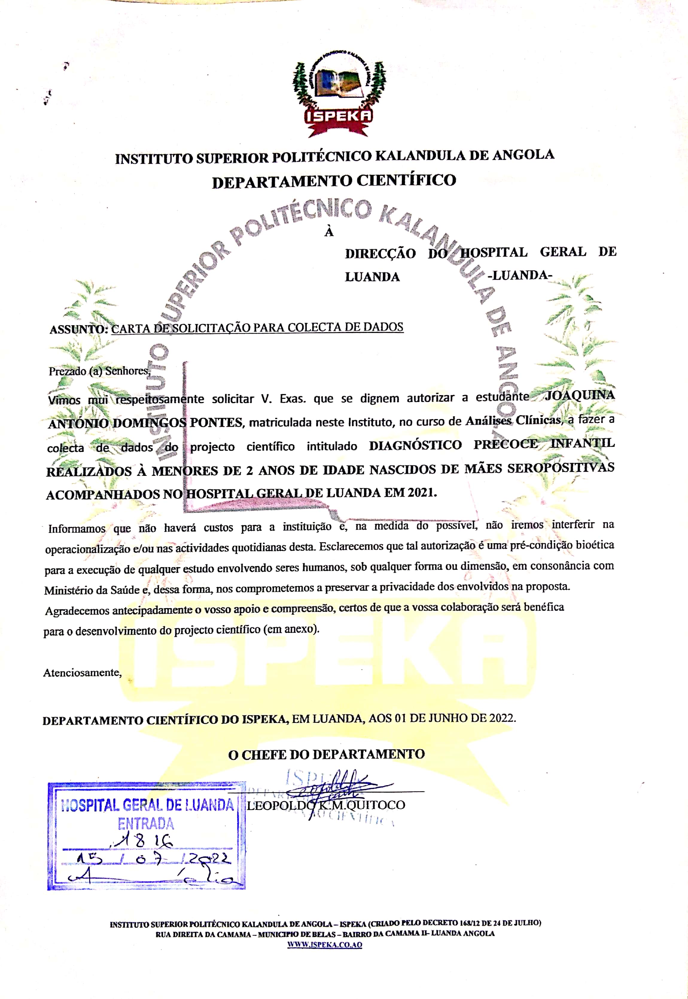 INSTITUTO SUPERIOR POLITÉCNICO KALANDULA DE ANGOLA
ISPEKA
INSTITUTO SUPERIOR POLITÉCNICO KALANDULA DE ANGOLA
DEPARTAMENTO CIENTÍFICO
INSTITUTO SUPERIOR POLITÉCNICO KALANDULA DE ANGOLA
À
DIRECÇÃO DO HOSPITAL GERAL DE
LUANDA -LUANDA-
ASSUNTO: CARTA DE SOLICITAÇÃO PARA COLECTA DE DADOS
Prezado (a) Senhores,
Vimos mui respeitosamente solicitar V. Exas. que se dignem autorizar a estudante JOAQUINA
ANTÓNIO DOMINGOS PONTES, matriculada neste Instituto, no curso de Análises Clínicas, a fazer a
colecta de dados do projecto científico intitulado DIAGNÓSTICO PRECOCE INFANTIL
REALIZADOS À MENORES DE 2 ANOS DE IDADE NASCIDOS DE MÃES SEROPOSITIVAS
ACOMPANHADOS NO HOSPITAL GERAL DE LUANDA EM 2021.
Informamos que não haverá custos para a instituição e, na medida do possível, não iremos interferir na
operacionalização e/ou nas actividades quotidianas desta. Esclarecemos que tal autorização é uma pré-condição bioética
para a execução de qualquer estudo envolvendo seres humanos, sob qualquer forma ou dimensão, em consonância com
Ministério da Saúde e, dessa forma, nos comprometemos a preservar a privacidade dos envolvidos na proposta.
Agradecemos antecipadamente o vosso apoio e compreensão, certos de que a vossa colaboração será benéfica
para o desenvolvimento do projecto científico (em anexo).
ISPEKA
Atenciosamente,
DEPARTAMENTO CIENTÍFICO DO ISPEKA, EM LUANDA, AOS 01 DE JUNHO DE 2022.
O CHEFE DO DEPARTAMENTO
LEOPOLDO K.M.QUITOCO
HOSPITAL GERAL DE LUANDA
ENTRADA
1816
15/07/2022
INSTITUTO SUPERIOR POLITÉCNICO KALANDULA DE ANGOLA – ISPEKA (CRIADO PELO DECRETO 168/12 DE 24 DE JULHO)
RUA DIREITA DA CAMAMA – MUNICIPIO DE BELAS – BAIRRO DA CAMAMA II- LUANDA ANGOLA
WWW.ISPEKA.CO.AO